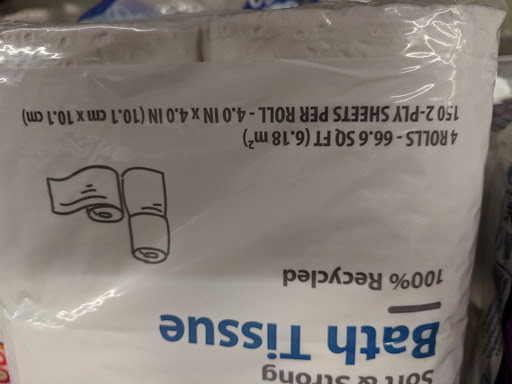 Soft & Strong
Bath Tissue
100% Recycled
4 ROLLS - 66.6 SQ FT (6.18 m²)
150 2-PLY SHEETS PER ROLL - 4.0 IN x 4.0 IN (10.1 cm x 10.1 cm)